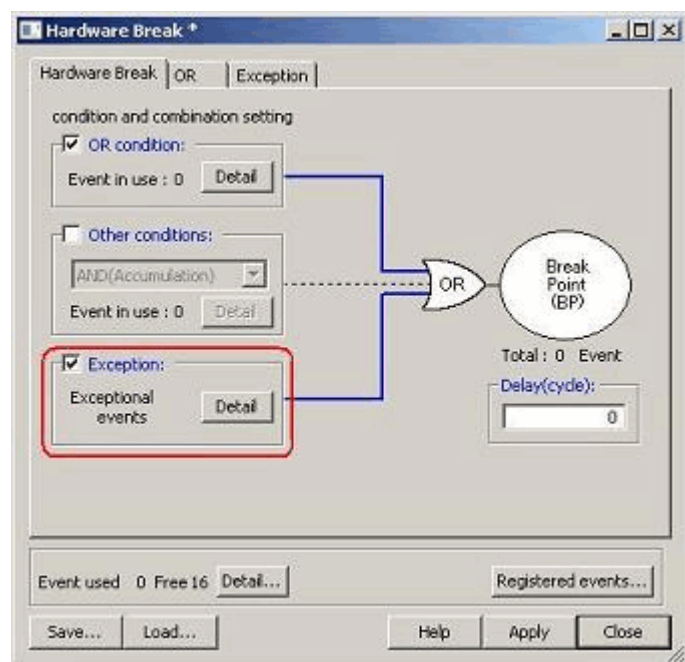 Hardware Break *
Hardware Break OR Exception
condition and combination setting
OR condition:
Event in use : 0 Detail
Other conditions:
AND(Accumulation)
Event in use : 0 Detail
Exception:
Exceptional events Detail
OR
Break
Point
(BP)
Total : 0 Event
Delay(cycle):
0
Event used 0 Free 16 Detail... Registered events...
Save... Load... Help Apply Close